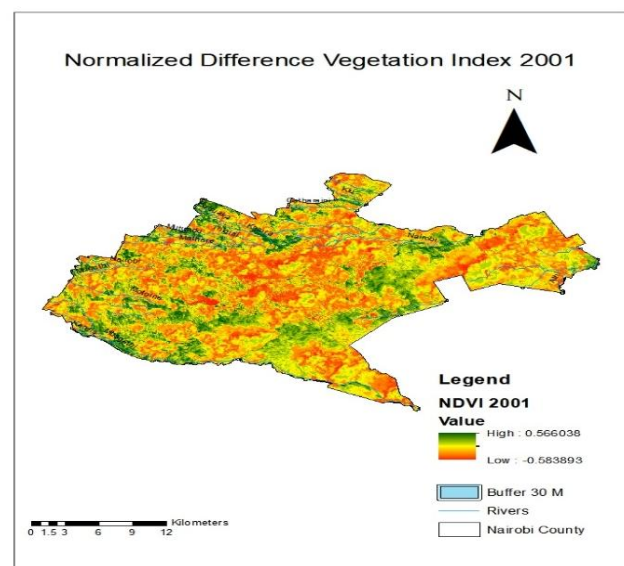 Normalized Difference Vegetation Index 2001
N
Nairobi
Legend
NDVI 2001
Value
High : 0.566038
Low : -0.583893
Buffer 30 M
Rivers
Nairobi County
Kilometers
0 1.5 3 6 9 12